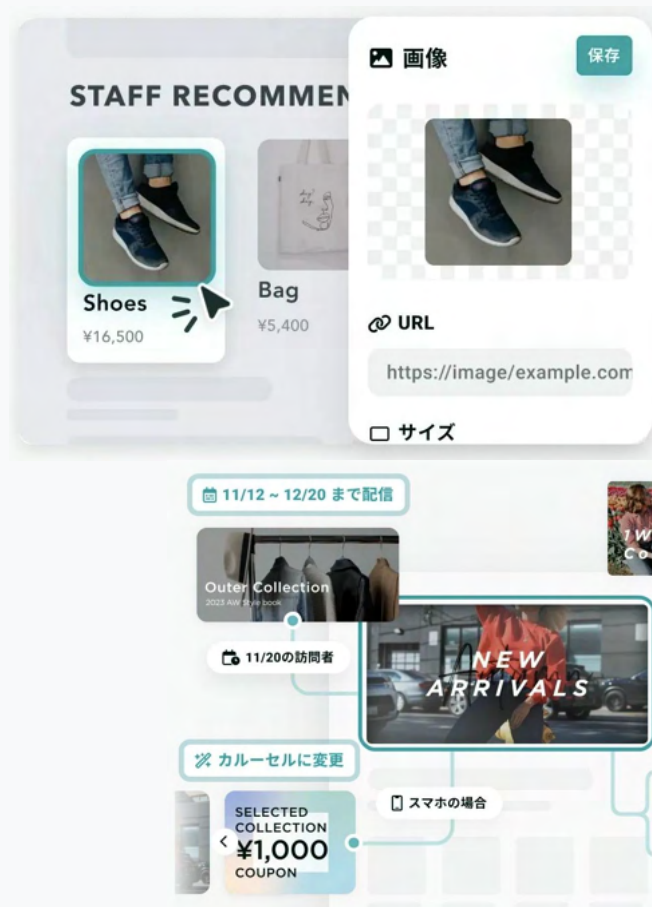 STAFF RECOMMEN
画像
保存
Shoes
¥16,500
Bag
¥5,400
URL
https://image/example.com
サイズ
11/12 ~ 12/20 まで配信
Outer Collection
2023 AW Style book
11/20の訪問者
1W
Co
NEW
ARRIVALS
カルーセルに変更
SELECTED
COLLECTION
¥1,000
COUPON
スマホの場合